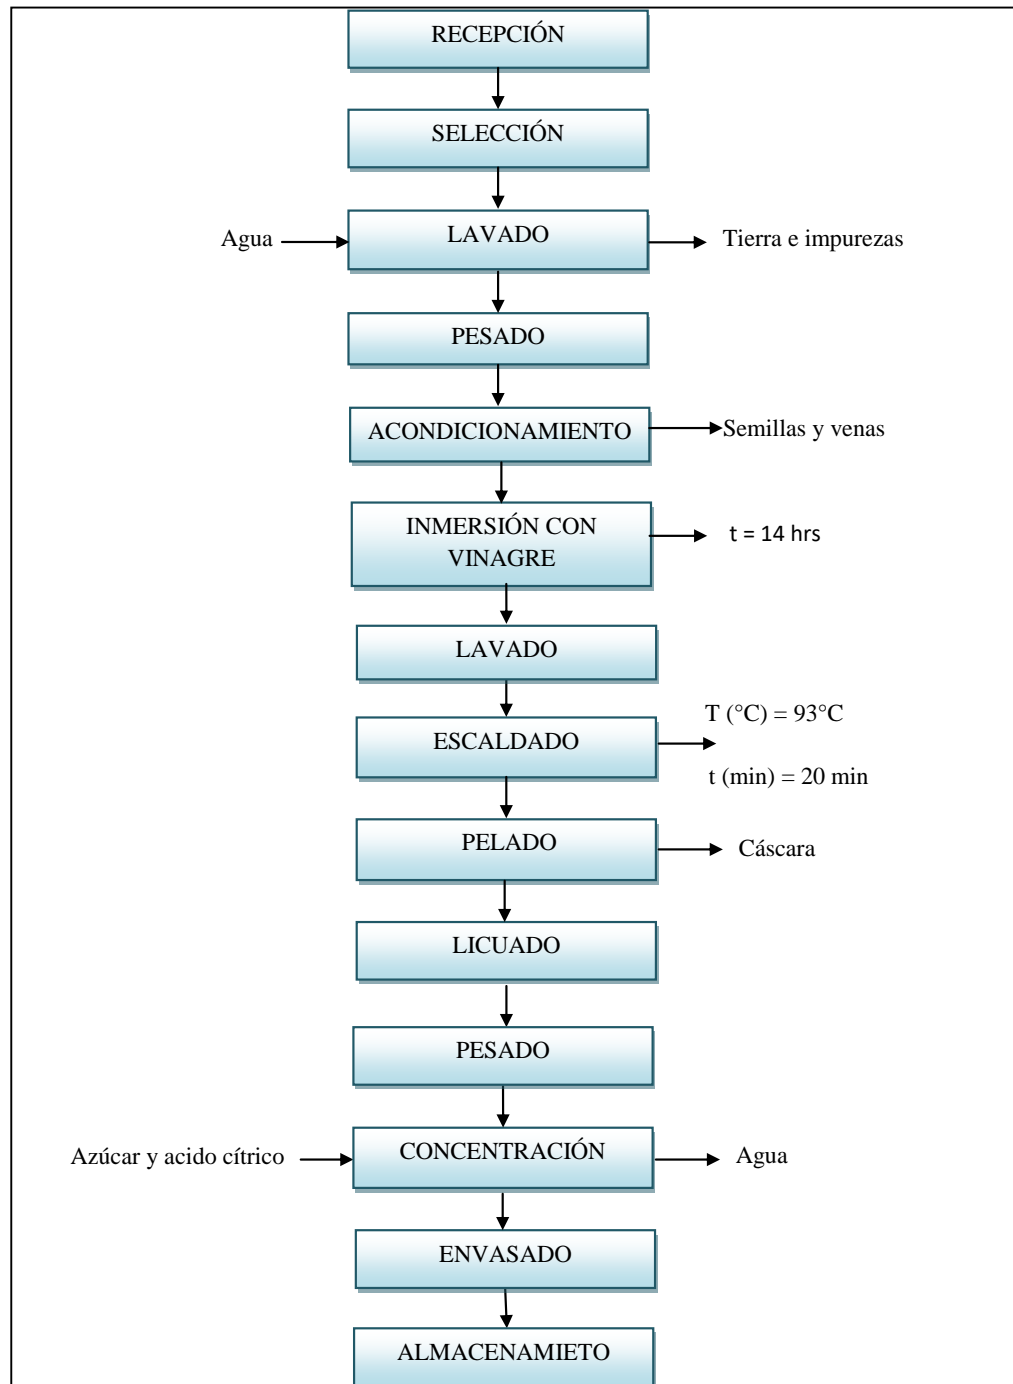 RECEPCIÓN
SELECCIÓN
Agua
LAVADO
Tierra e impurezas
PESADO
ACONDICIONAMIENTO
Semillas y venas
INMERSIÓN CON
VINAGRE
t = 14 hrs
LAVADO
T (°C) = 93°C
ESCALDADO
t (min) = 20 min
PELADO
Cáscara
LICUADO
PESADO
Azúcar y acido cítrico
CONCENTRACIÓN
Agua
ENVASADO
ALMACENAMIETO